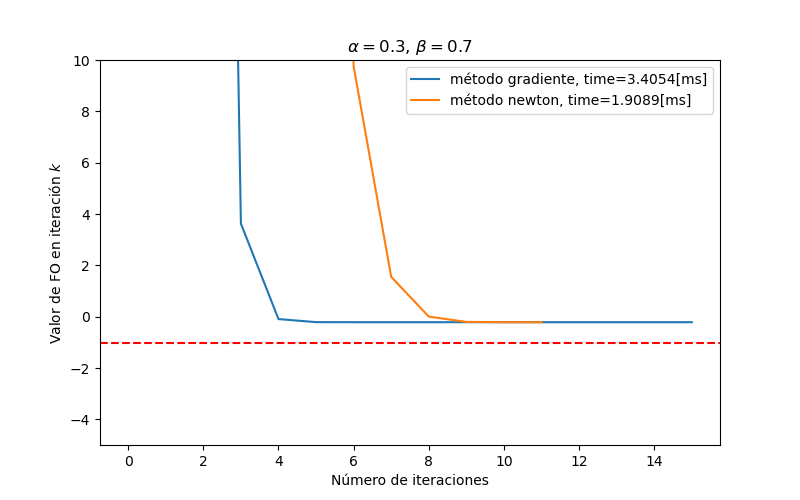 α = 0.3, β = 0.7
método gradiente, time=3.4054[ms]
método newton, time=1.9089[ms]
Valor de FO en iteración k
10
8
6
4
2
0
−2
−4
0 2 4 6 8 10 12 14
Número de iteraciones